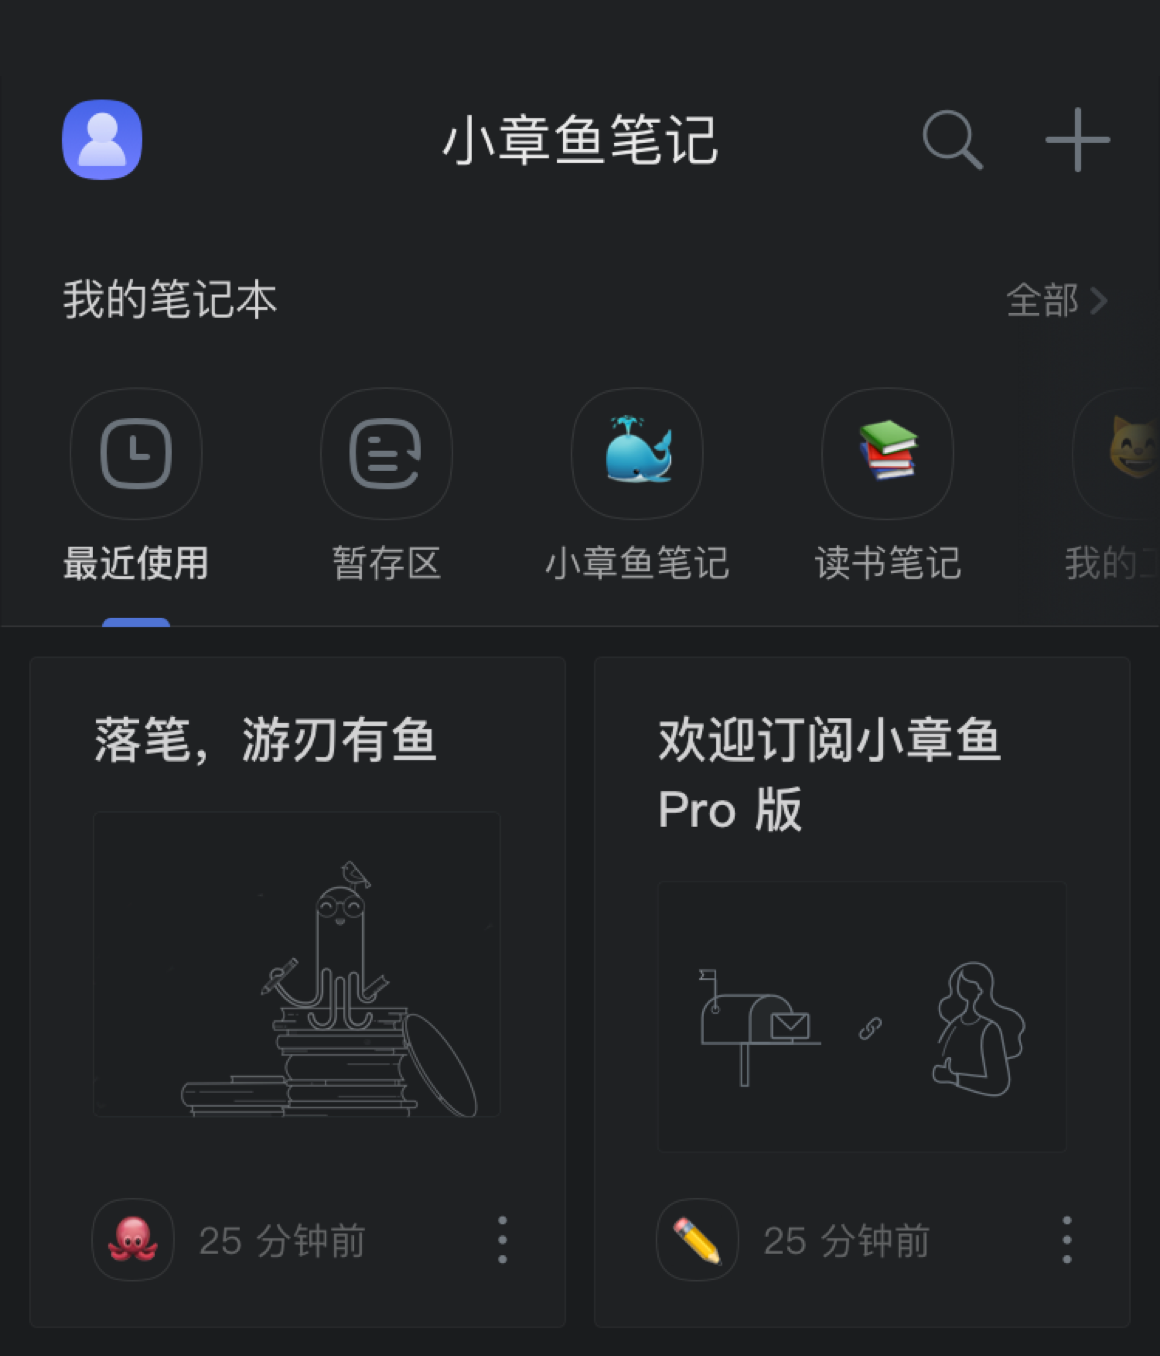 小章鱼笔记
我的笔记本
全部
最近使用
暂存区
小章鱼笔记
读书笔记
我的
落笔，游刃有鱼
欢迎订阅小章鱼
Pro 版
25 分钟前
25 分钟前